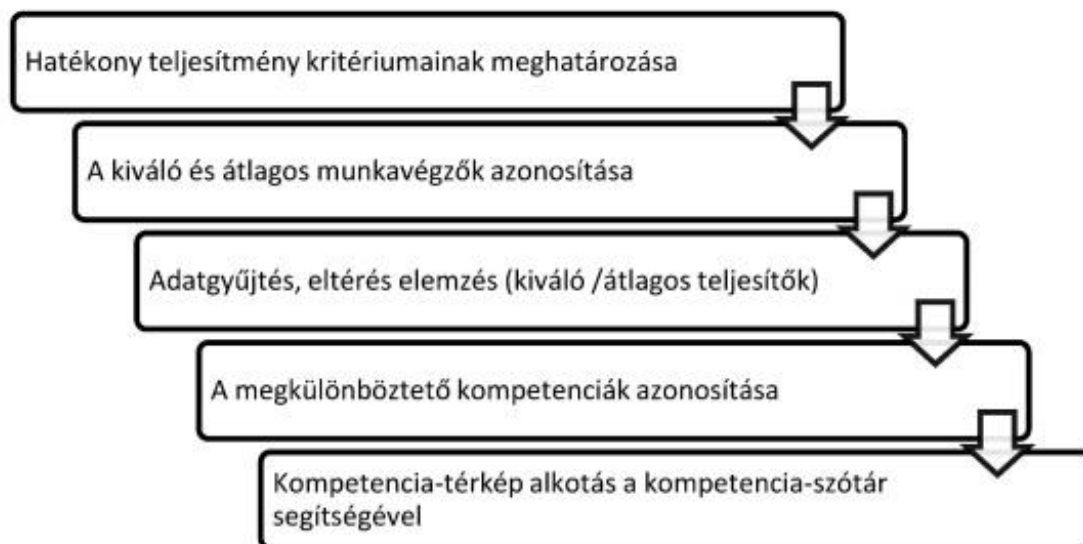 Hatékony teljesítmény kritériumainak meghatározása
A kiváló és átlagos munkavégzők azonosítása
Adatgyűjtés, eltérés elemzés (kiváló /átlagos teljesítők)
A megkülönböztető kompetenciák azonosítása
Kompetencia-térkép alkotás a kompetencia-szótár
segítségével